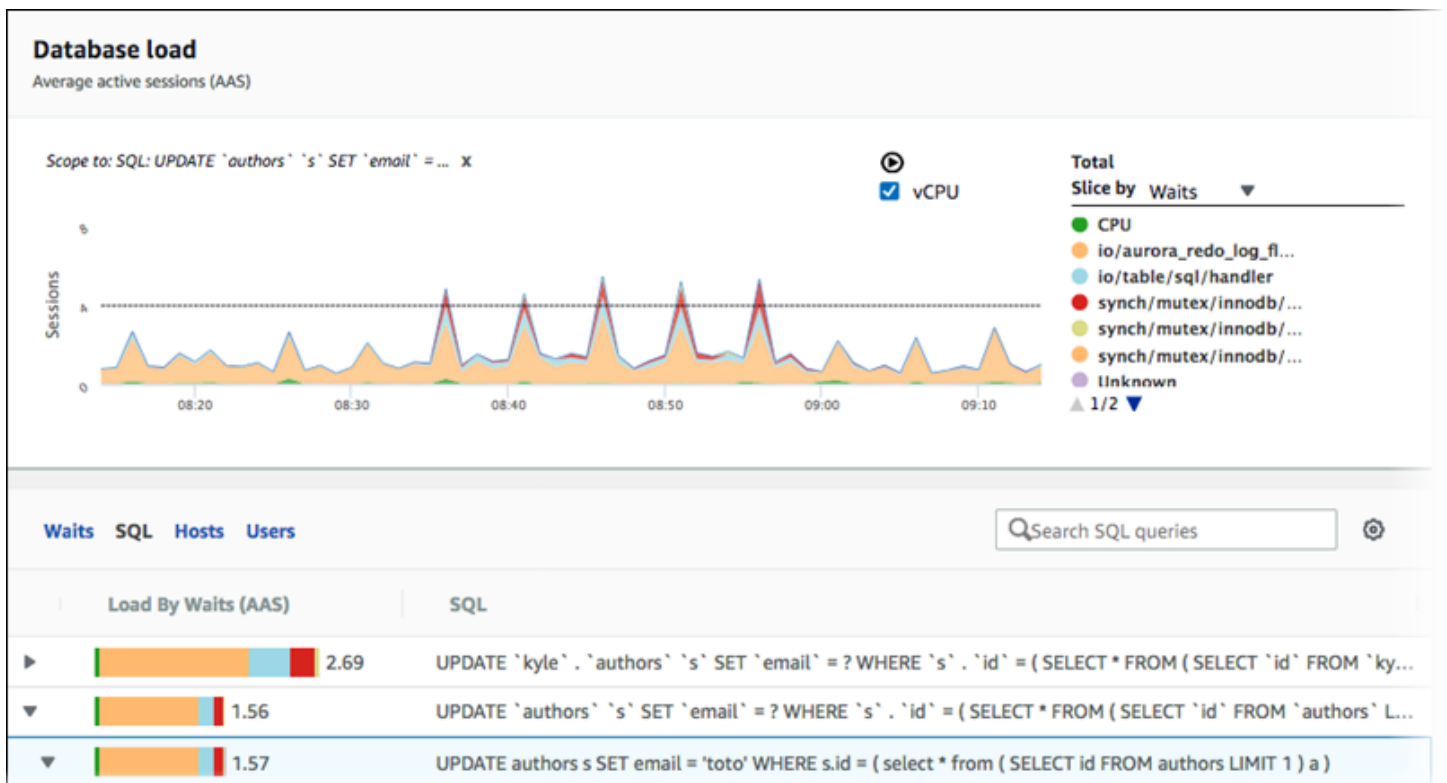 Database load
Average active sessions (AAS)
Scope to: SQL: UPDATE `authors` `s` SET `email` = ... x
vCPU
Total
Slice by Waits
CPU
io/aurora_redo_log_fl...
io/table/sql/handler
synch/mutex/innodb/...
synch/mutex/innodb/...
synch/mutex/innodb/...
Unknown
1/2
Sessions
8
4
0
08:20 08:30 08:40 08:50 09:00 09:10
Waits SQL Hosts Users
Search SQL queries
Load By Waits (AAS) SQL
2.69 UPDATE `kyle` . `authors` `s` SET `email` = ? WHERE `s` . `id` = ( SELECT * FROM ( SELECT `id` FROM `ky...
1.56 UPDATE `authors` `s` SET `email` = ? WHERE `s` . `id` = ( SELECT * FROM ( SELECT `id` FROM `authors` L...
1.57 UPDATE authors s SET email = 'toto' WHERE s.id = ( select * from ( SELECT id FROM authors LIMIT 1 ) a )